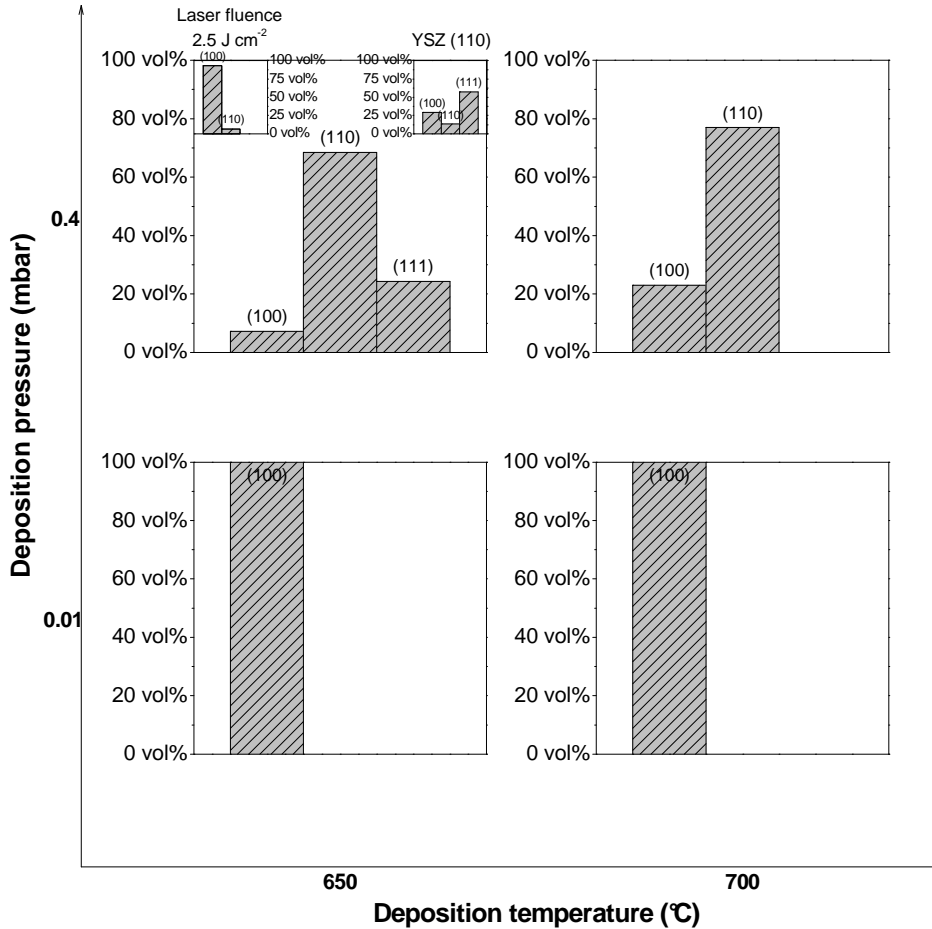 Laser fluence
2.5 J cm-2
YSZ (110)
100 vol%
80 vol%
60 vol%
40 vol%
20 vol%
0 vol%
(100)
(110)
100 vol%
75 vol%
50 vol%
25 vol%
0 vol%
100 vol%
75 vol%
50 vol%
25 vol%
0 vol%
(100)
(110)
(111)
(100)
(110)
(111)
100 vol%
80 vol%
60 vol%
40 vol%
20 vol%
0 vol%
(100)
(110)
0.4
Deposition pressure (mbar)
0.01
100 vol%
80 vol%
60 vol%
40 vol%
20 vol%
0 vol%
(100)
100 vol%
80 vol%
60 vol%
40 vol%
20 vol%
0 vol%
(100)
650
700
Deposition temperature (°C)